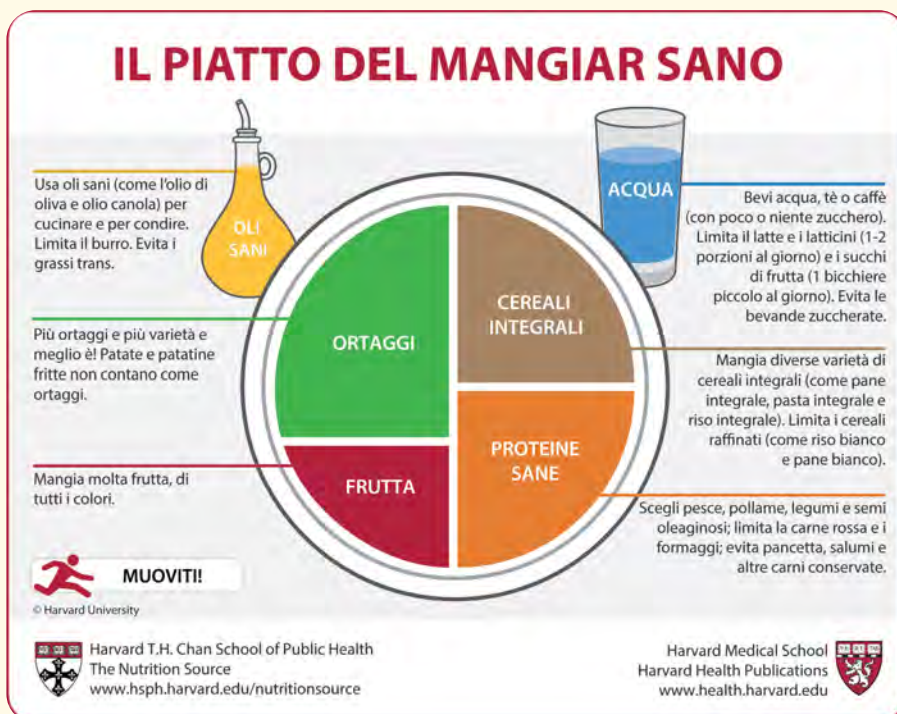 IL PIATTO DEL MANGIAR SANO
Usa oli sani (come l'olio di
oliva e olio canola) per
cucinare e per condire.
Limita il burro. Evita i
grassi trans.
OLI
SANI
ACQUA
Bevi acqua, tè o caffè
(con poco o niente zucchero).
Limita il latte e i latticini (1-2
porzioni al giorno) e i succhi
di frutta (1 bicchiere
piccolo al giorno). Evita le
bevande zuccherate.
Più ortaggi e più varietà e
meglio è! Patate e patatine
fritte non contano come
ortaggi.
ORTAGGI
CEREALI
INTEGRALI
Mangia diverse varietà di
cereali integrali (come pane
integrale, pasta integrale e
riso integrale). Limita i cereali
raffinati (come riso bianco
e pane bianco).
Mangia molta frutta, di
tutti i colori.
FRUTTA
PROTEINE
SANE
Scegli pesce, pollame, legumi e semi
oleaginosi; limita la carne rossa e i
formaggi; evita pancetta, salumi e
altre carni conservate.
MUOVITI!
© Harvard University
Harvard T.H. Chan School of Public Health
The Nutrition Source
www.hsph.harvard.edu/nutritionsource
Harvard Medical School
Harvard Health Publications
www.health.harvard.edu